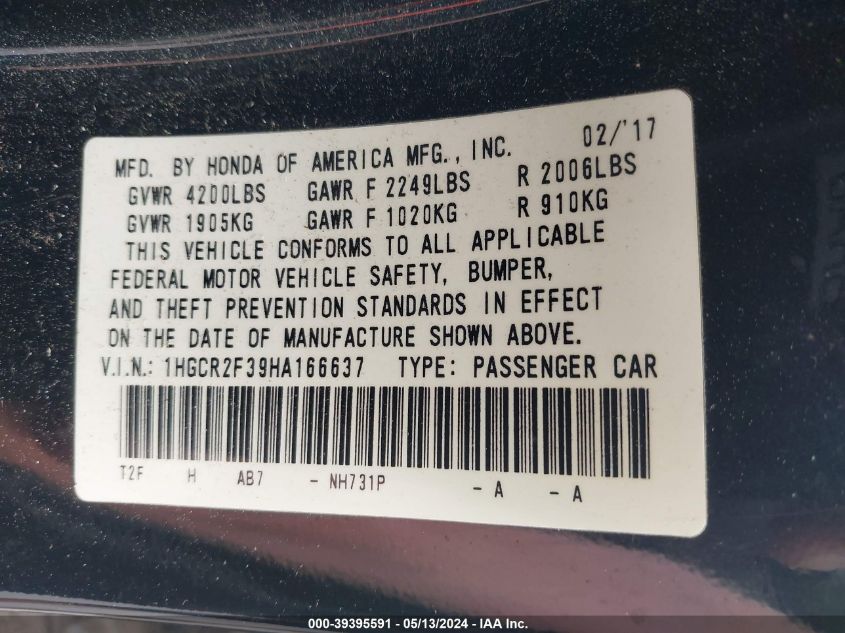 MFD. BY HONDA OF AMERICA MFG., INC. 02/'17
GVWR 4200LBS GAWR F 2249LBS R 2006LBS
GVWR 1905KG GAWR F 1020KG R 910KG
THIS VEHICLE CONFORMS TO ALL APPLICABLE
FEDERAL MOTOR VEHICLE SAFETY, BUMPER,
AND THEFT PREVENTION STANDARDS IN EFFECT
ON THE DATE OF MANUFACTURE SHOWN ABOVE.
V.I.N.: 1HGCR2F39HA166637 TYPE: PASSENGER CAR
T2F H AB7 - NH731P - A - A
000-39395591 / 05/13/2024 - IAA Inc.